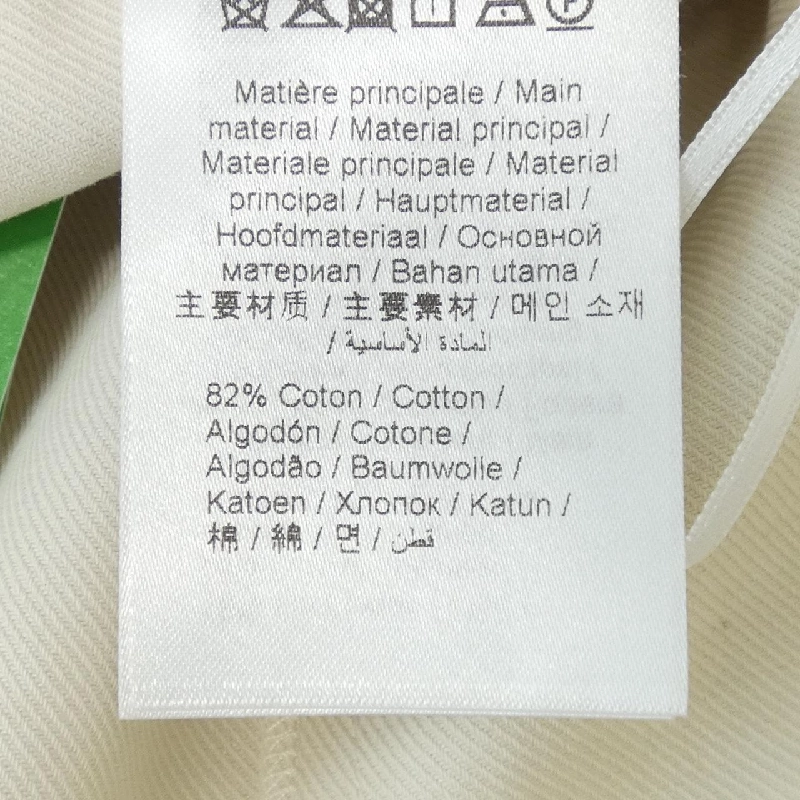 Matière principale / Main
material / Material principal /
Materiale principale / Material
principal / Hauptmaterial /
Hoofdmateriaal / Основной
материал / Bahan utama /
主要材质 / 主要素材 / 메인 소재
/ المادة الأساسية
82% Coton / Cotton /
Algodón / Cotone /
Algodão / Baumwolle /
Katoen / Хлопок / Katun /
棉 / 綿 / 면 / قطن